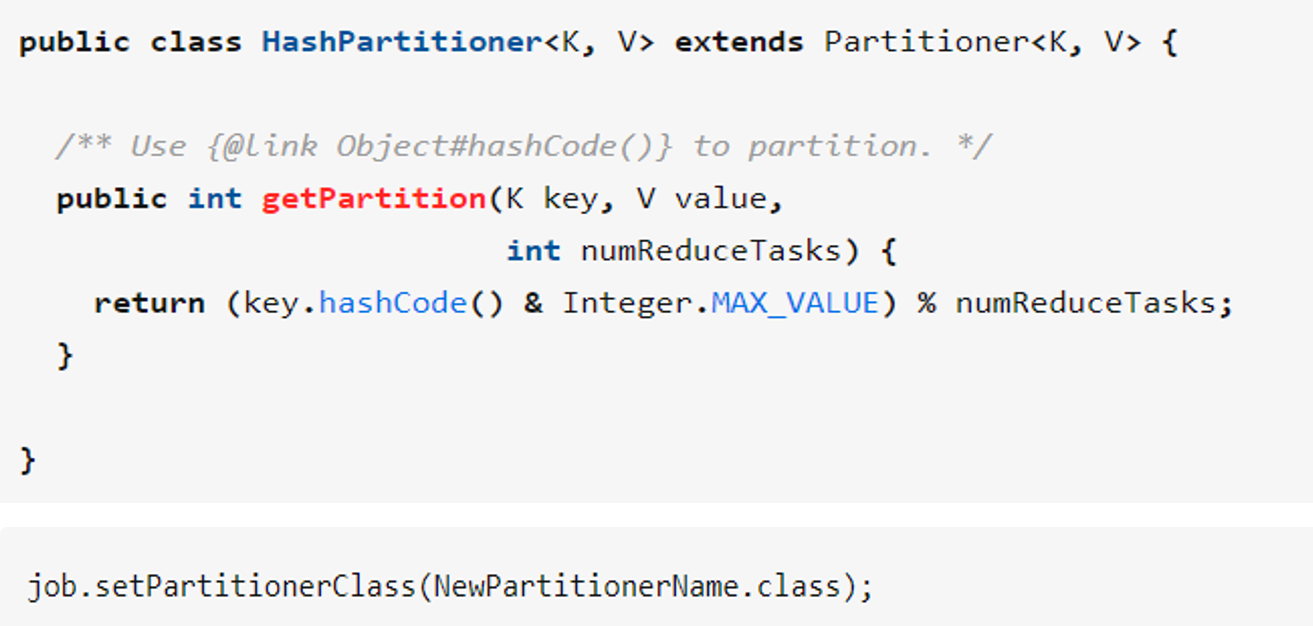 public class HashPartitioner<K, V> extends Partitioner<K, V> {
/** Use {@link Object#hashCode()} to partition. */
public int getPartition(K key, V value,
int numReduceTasks) {
return (key.hashCode() & Integer.MAX_VALUE) % numReduceTasks;
}
}
job.setPartitionerClass(NewPartitionerName.class);